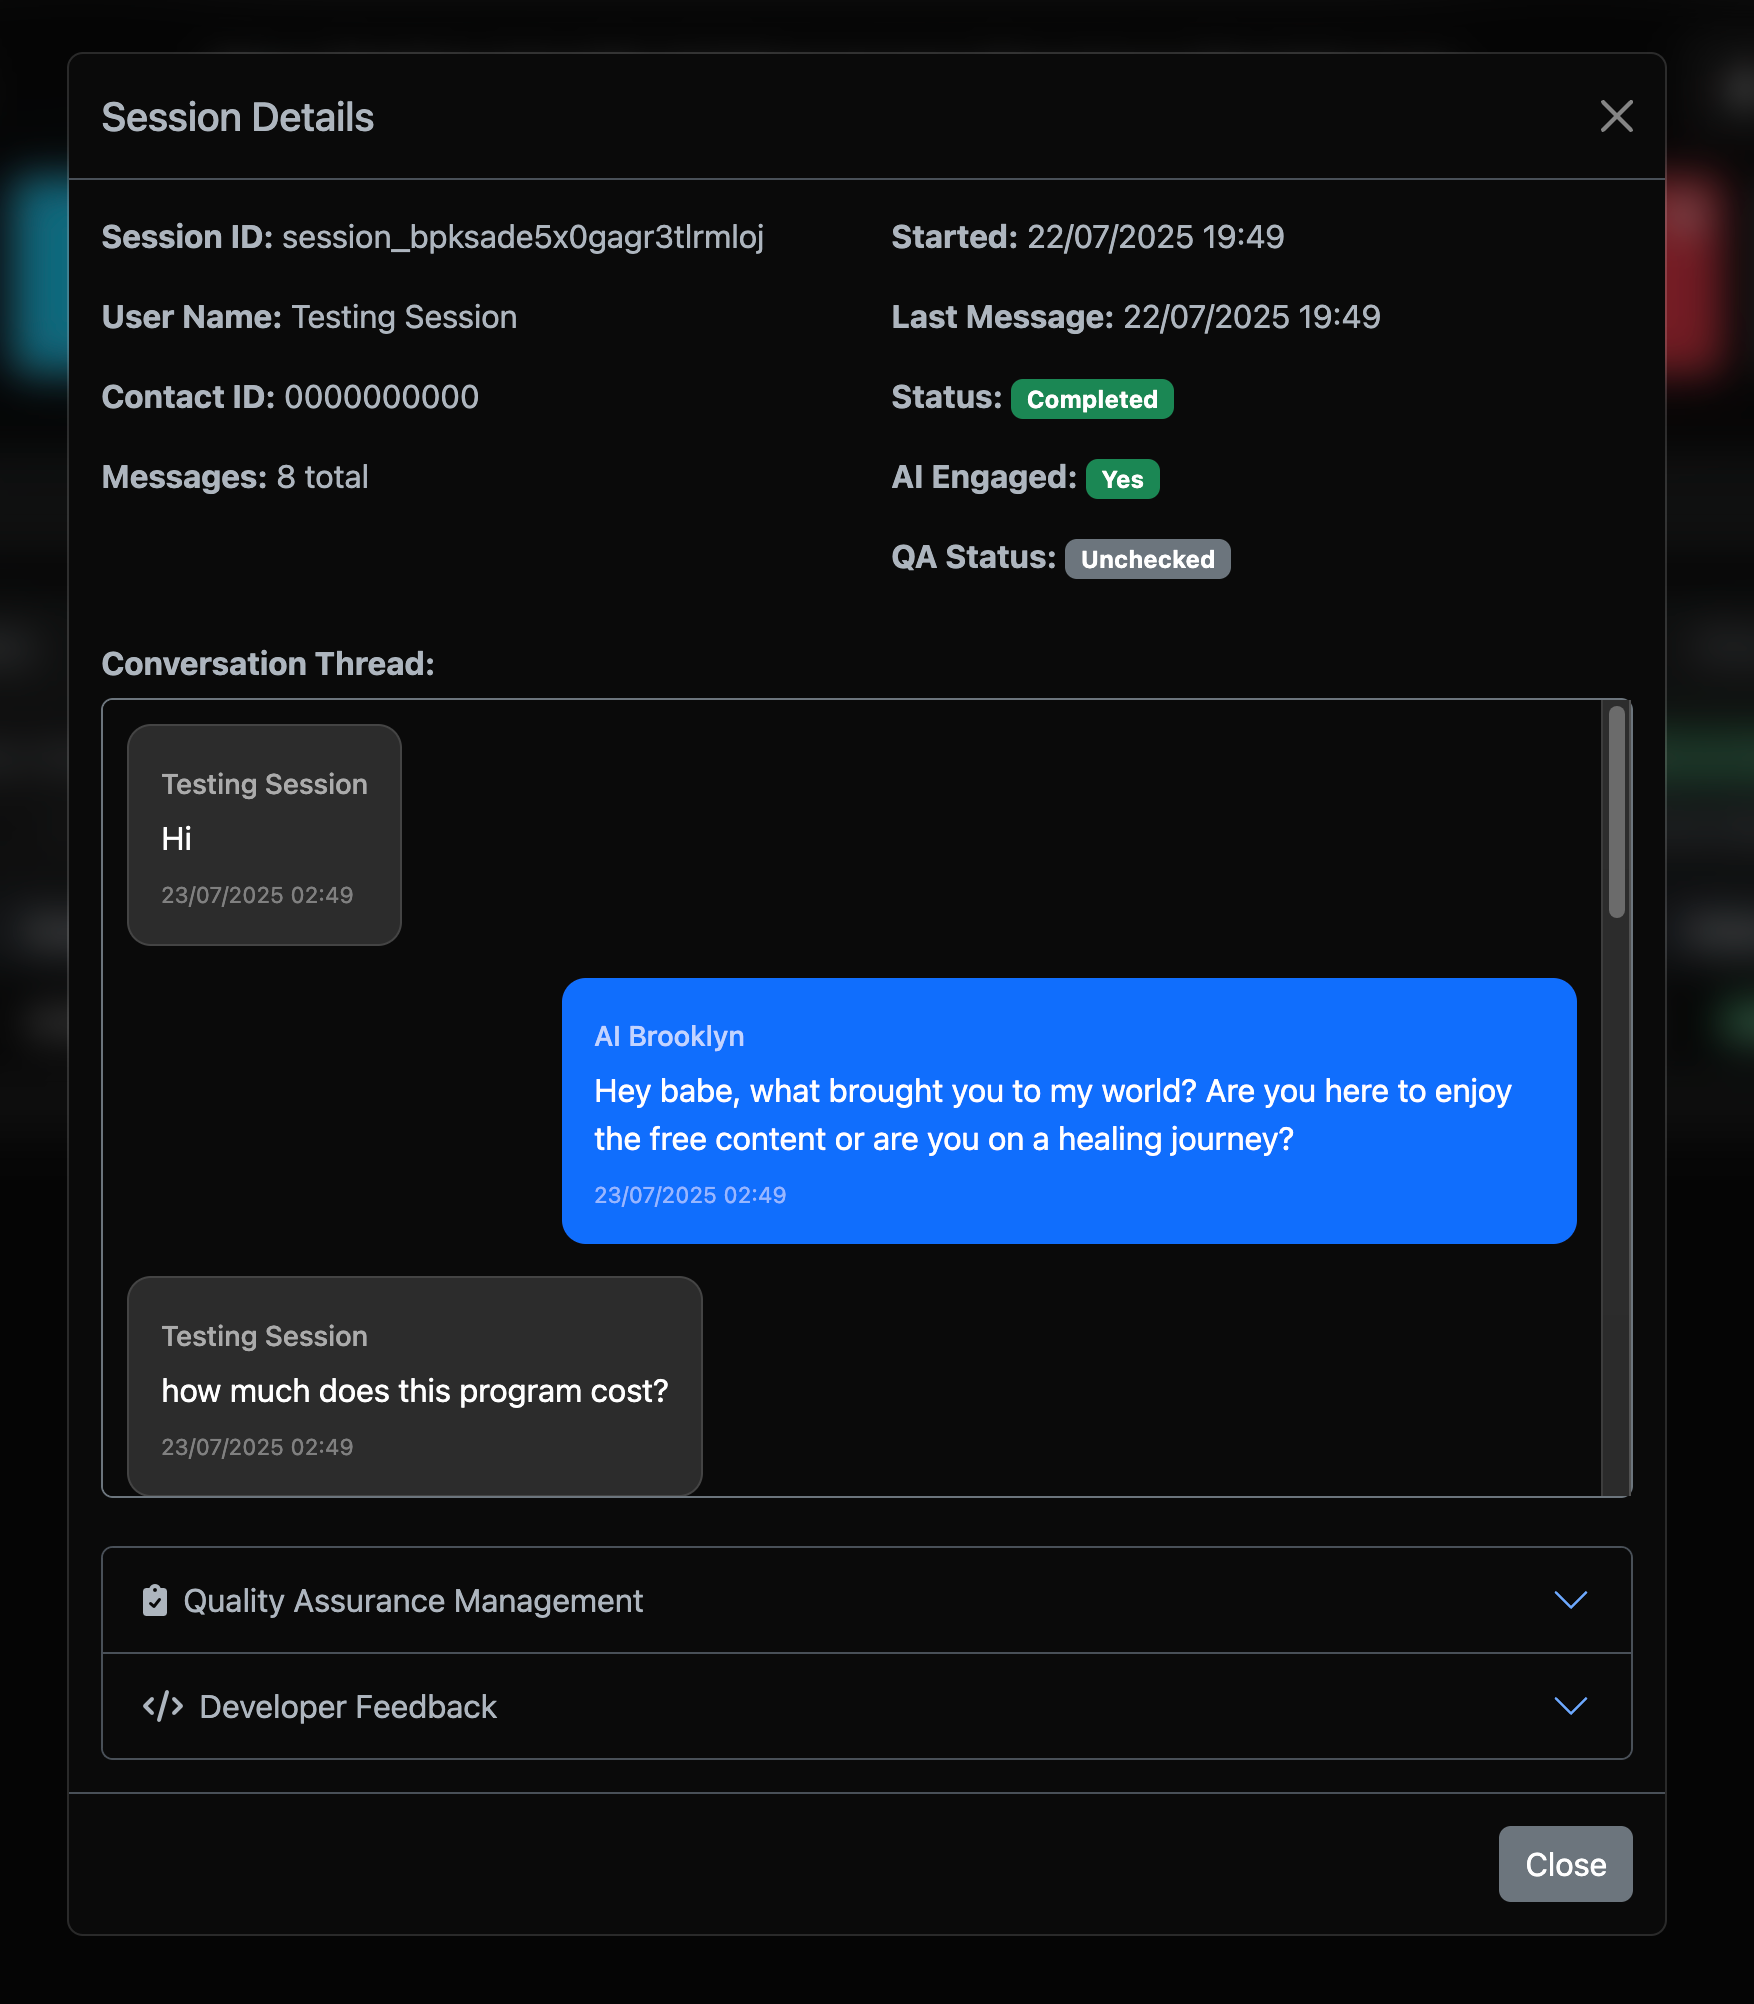 Session Details
Session ID: session_bpksade5x0gagr3tlrmloj
Started: 22/07/2025 19:49
User Name: Testing Session
Last Message: 22/07/2025 19:49
Contact ID: 0000000000
Status: Completed
Messages: 8 total
AI Engaged: Yes
QA Status: Unchecked
Conversation Thread:
Testing Session
Hi
23/07/2025 02:49
AI Brooklyn
Hey babe, what brought you to my world? Are you here to enjoy
the free content or are you on a healing journey?
23/07/2025 02:49
Testing Session
how much does this program cost?
23/07/2025 02:49
Quality Assurance Management
Developer Feedback
Close